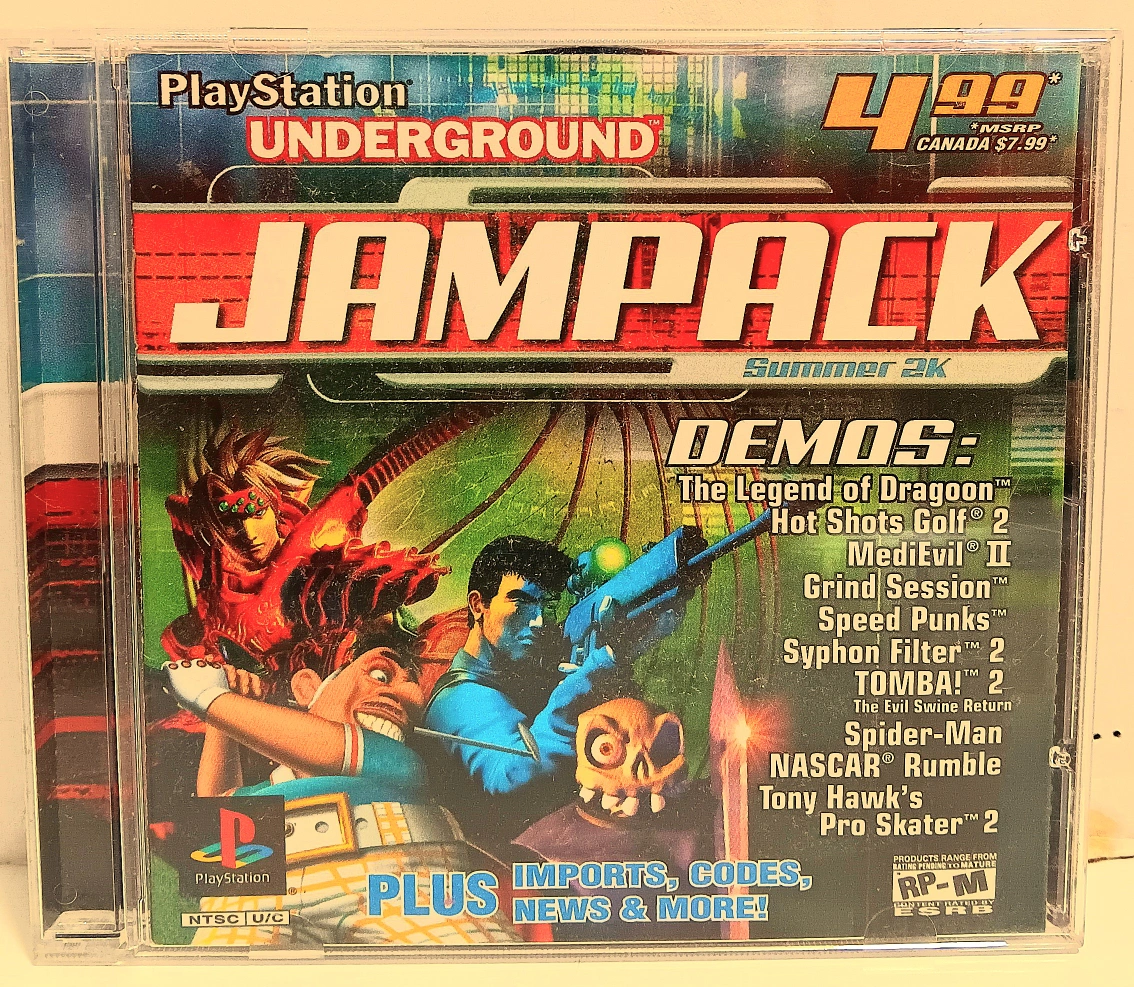 PlayStation
UNDERGROUND™
4 99*
*MSRP
CANADA $7.99*
JAMPACK
Summer 2K
DEMOS:
The Legend of Dragoon™
Hot Shots Golf® 2
MediEvil® II
Grind Session™
Speed Punks™
Syphon Filter™ 2
TOMBA!™ 2
The Evil Swine Return
Spider-Man
NASCAR® Rumble
Tony Hawk's
Pro Skater™ 2
PlayStation
®
NTSC U/C
PLUS IMPORTS, CODES,
NEWS & MORE!
PRODUCTS RANGE FROM
RATING PENDING TO MATURE
RP-M
CONTENT RATED BY
ESRB